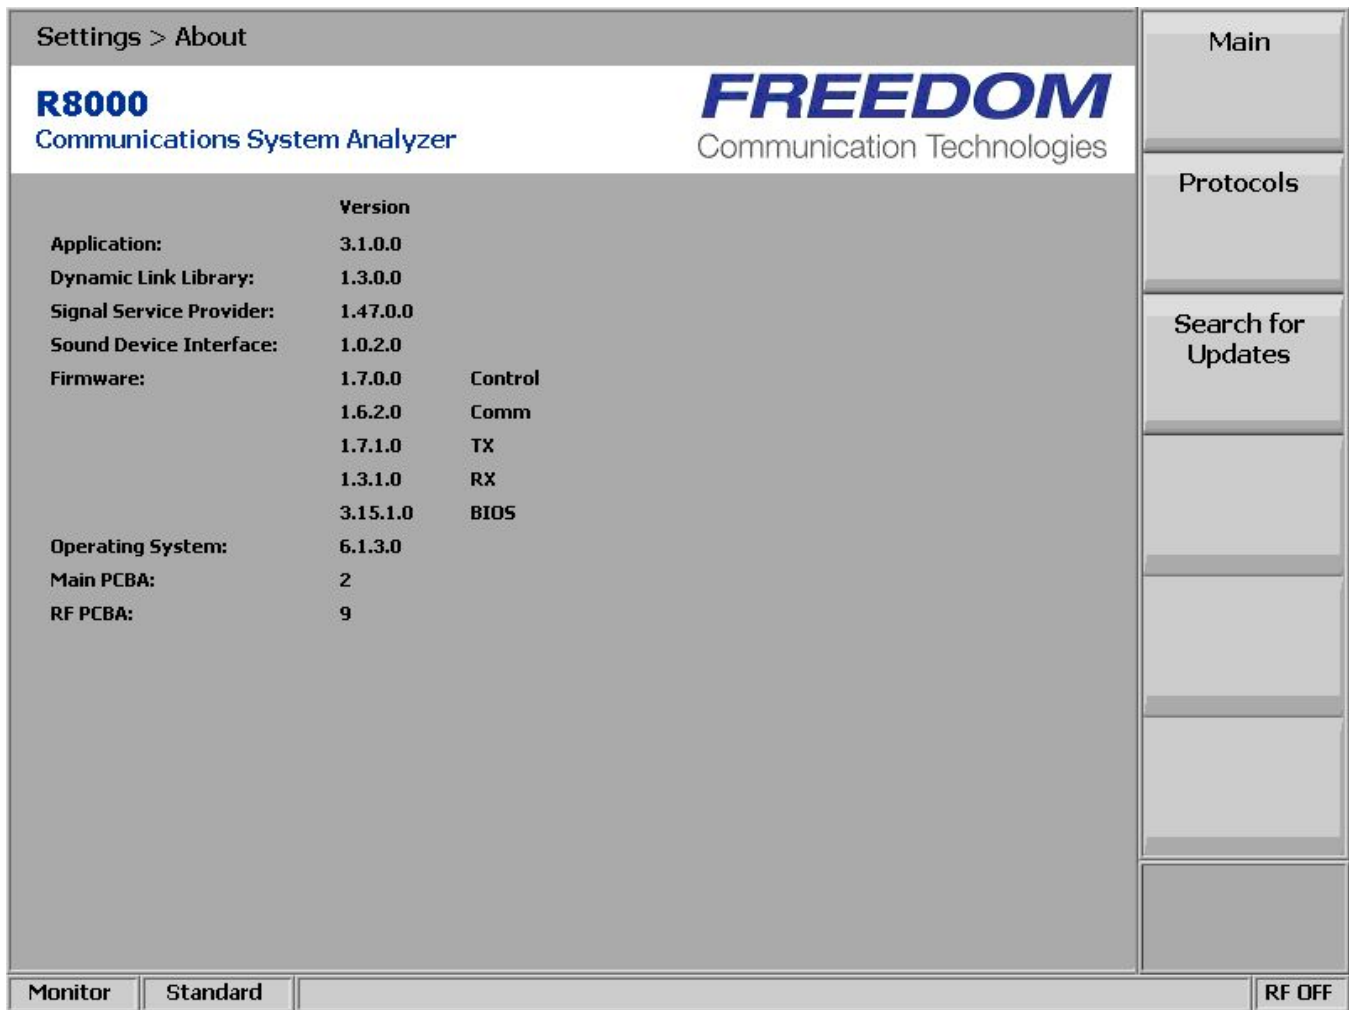 Settings > About
R8000
Communications System Analyzer
FREEDOM
Communication Technologies
Version
Application: 3.1.0.0
Dynamic Link Library: 1.3.0.0
Signal Service Provider: 1.47.0.0
Sound Device Interface: 1.0.2.0
Firmware: 1.7.0.0 Control
1.6.2.0 Comm
1.7.1.0 TX
1.3.1.0 RX
3.15.1.0 BIOS
Operating System: 6.1.3.0
Main PCBA: 2
RF PCBA: 9
Main
Protocols
Search for
Updates
Monitor Standard RF OFF